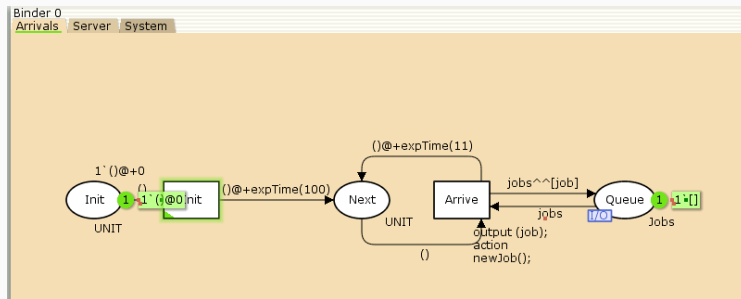 Binder 0
Arrivals Server System
()@+expTime(11)
1`()@+0
() ()@+expTime(100) jobs^^[job]
Init 1 1`( @0 nit Next Arrive Queue 1 1`[]
jobs I/O
UNIT UNIT Jobs
output (job);
action
()
newJob();